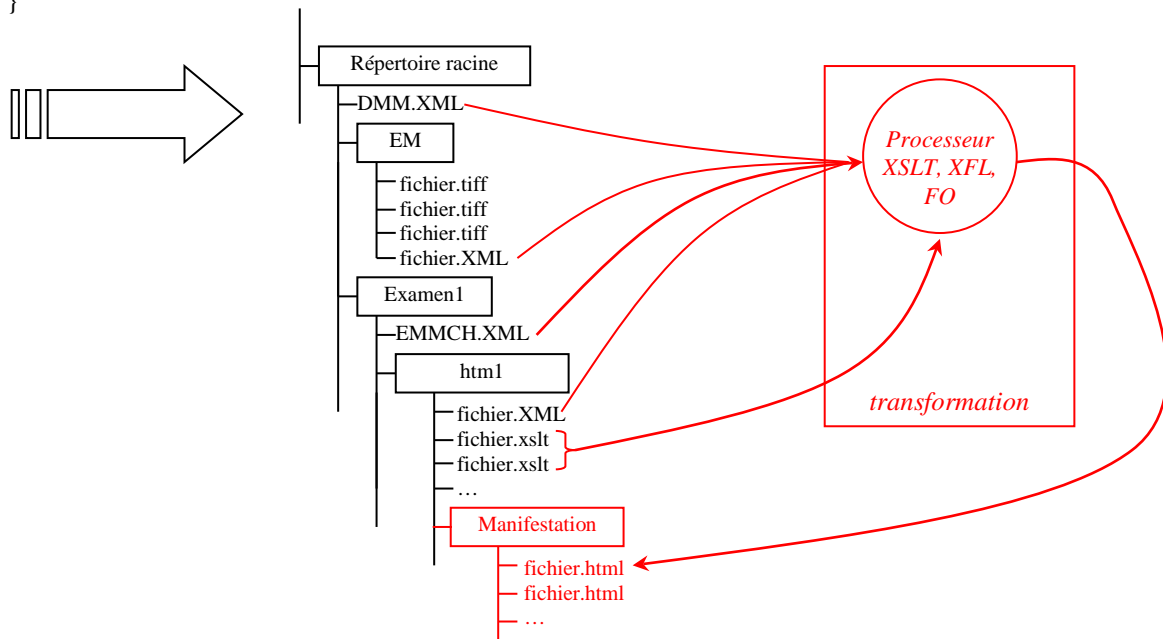 }
Répertoire racine
DMM.XML
EM
fichier.tiff
fichier.tiff
fichier.tiff
fichier.XML
Examen1
EMMCH.XML
htm1
fichier.XML
fichier.xslt
fichier.xslt
…
Manifestation
fichier.html
fichier.html
…
Processeur
XSLT, XFL,
FO
transformation